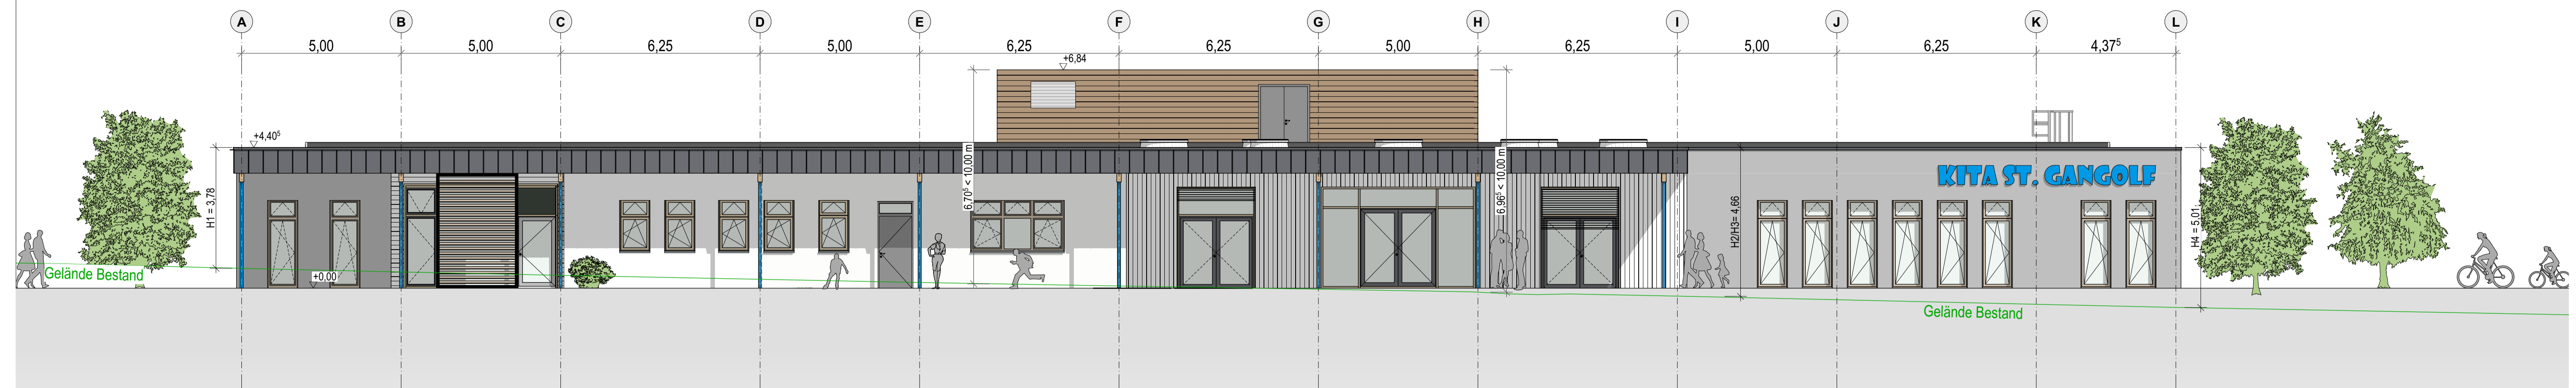 A B C D E F G H I J K L
5,00 5,00 6,25 5,00 6,25 6,25 5,00 6,25 5,00 6,25 4,37⁵
+6,84
+4,40⁵
H1 = 3,78
6,70⁵ < 10,00 m
6,96⁵ < 10,00 m
H2/H3= 4,66
KITA ST. GANGOLF
H4 = 5,01
Gelände Bestand
+0,00
Gelände Bestand